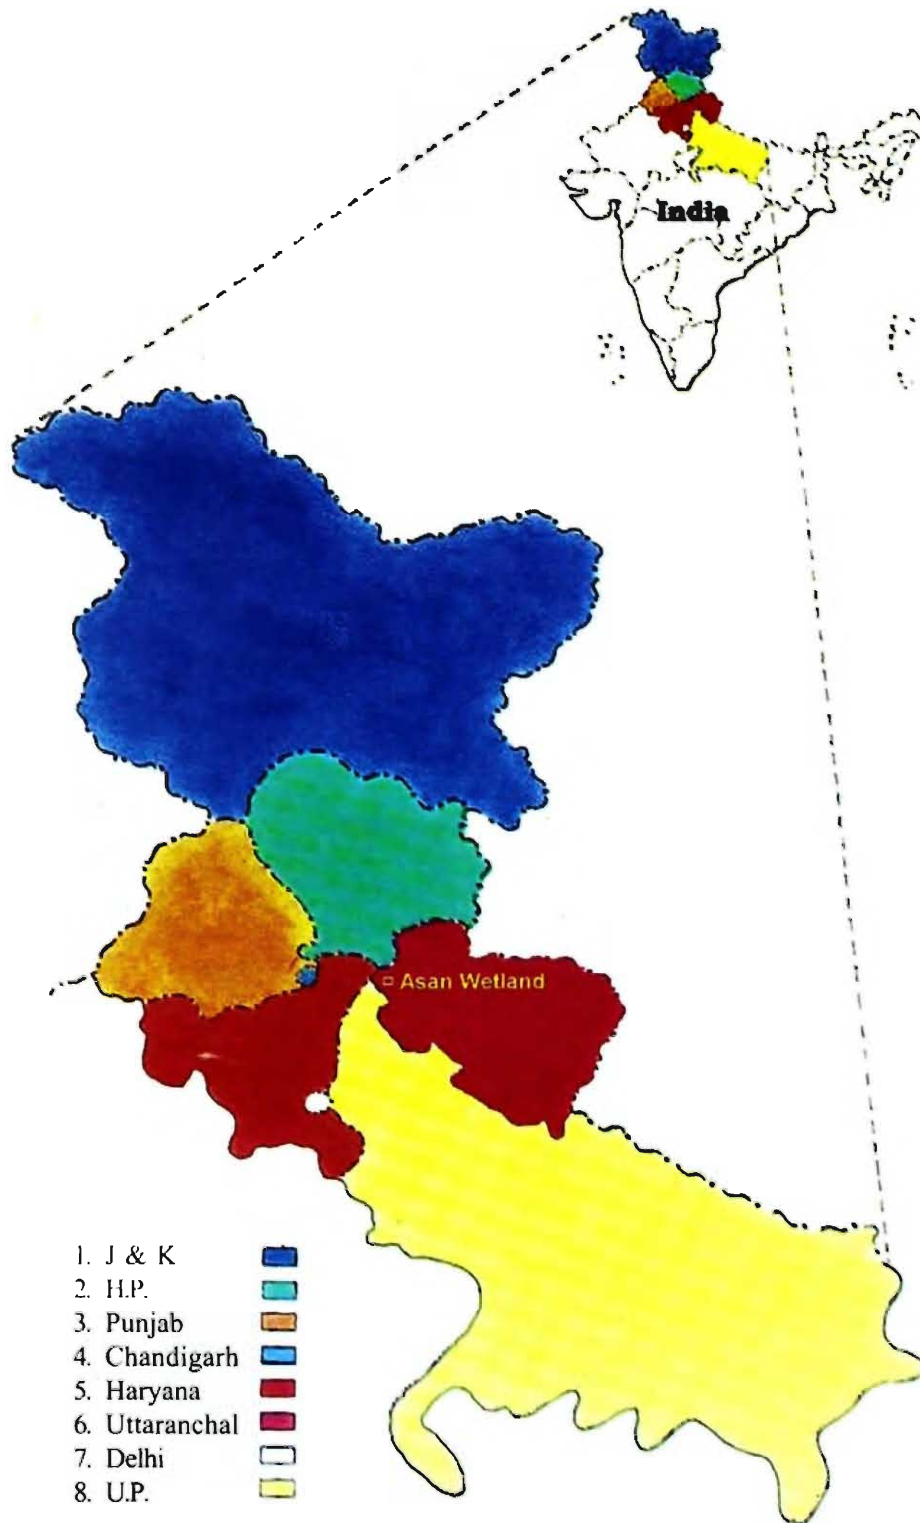 India
Asan Wetland
1. J & K
2. H.P.
3. Punjab
4. Chandigarh
5. Haryana
6. Uttaranchal
7. Delhi
8. U.P.